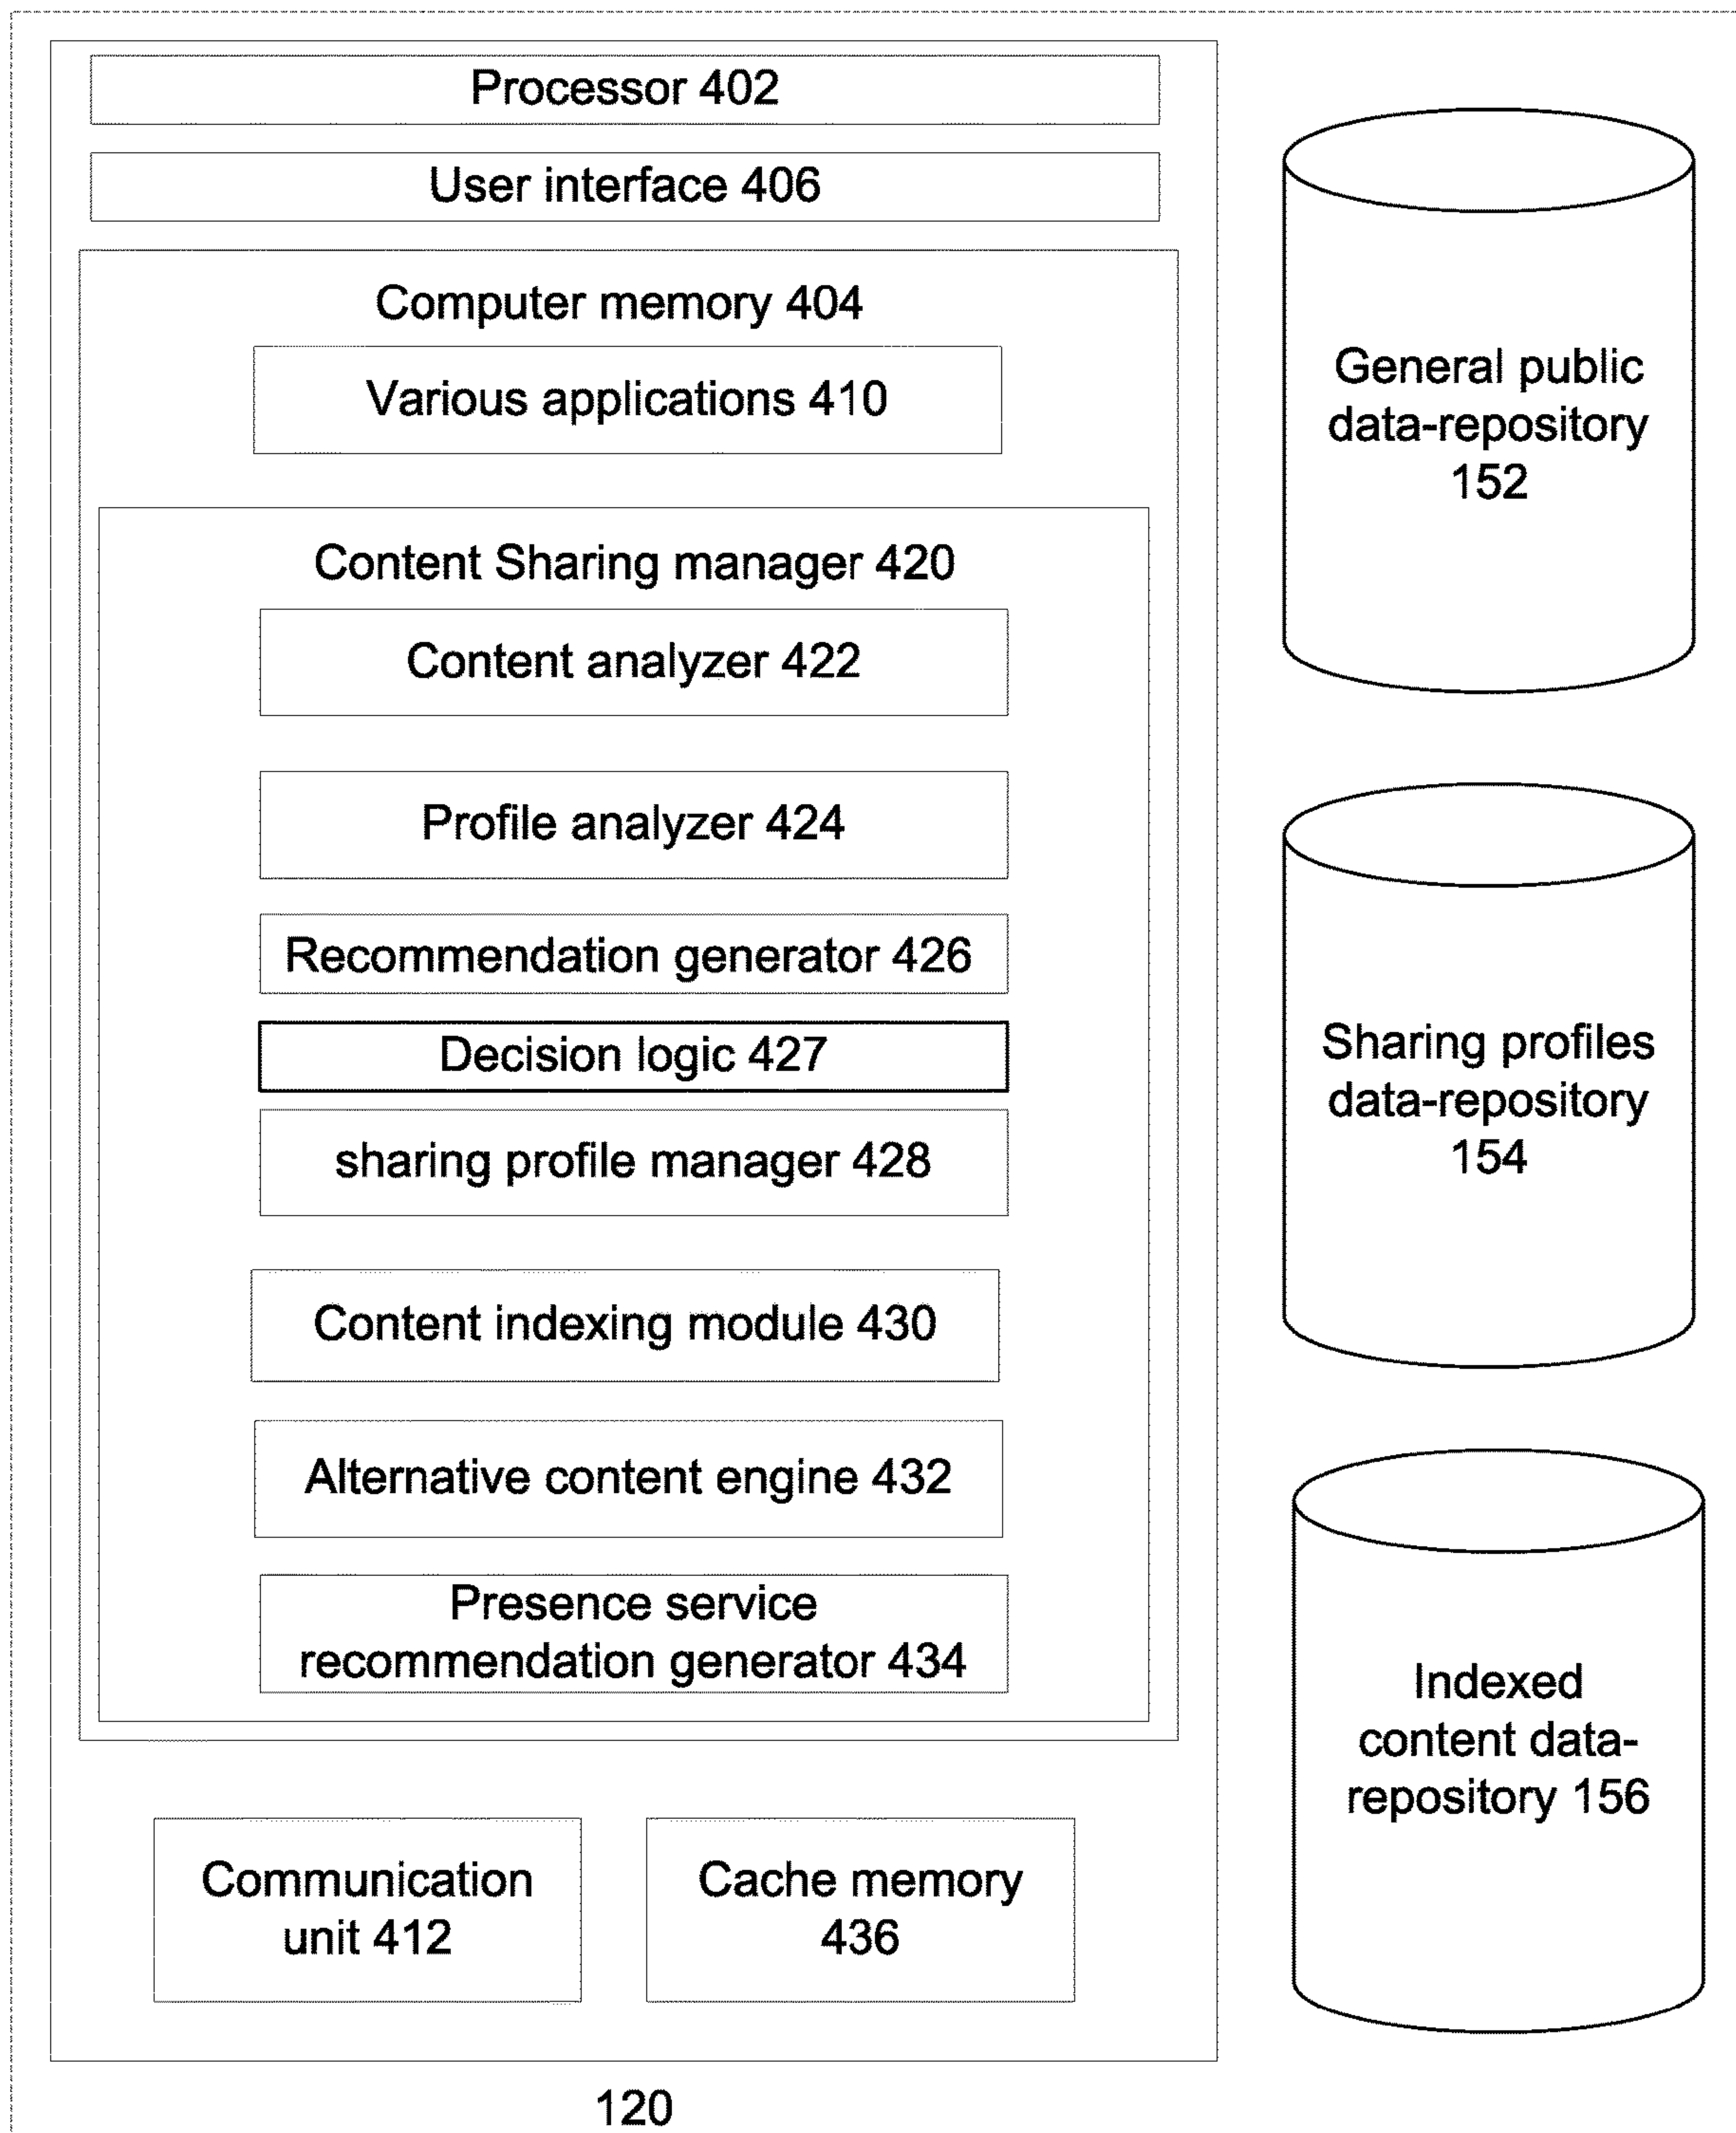 Processor 402
User interface 406
Computer memory 404
Various applications 410
Content Sharing manager 420
Content analyzer 422
Profile analyzer 424
Recommendation generator 426
Decision logic 427
sharing profile manager 428
Content indexing module 430
Alternative content engine 432
Presence service
recommendation generator 434
Communication
unit 412
Cache memory
436
120
General public
data-repository
152
Sharing profiles
data-repository
154
Indexed
content data-
repository 156